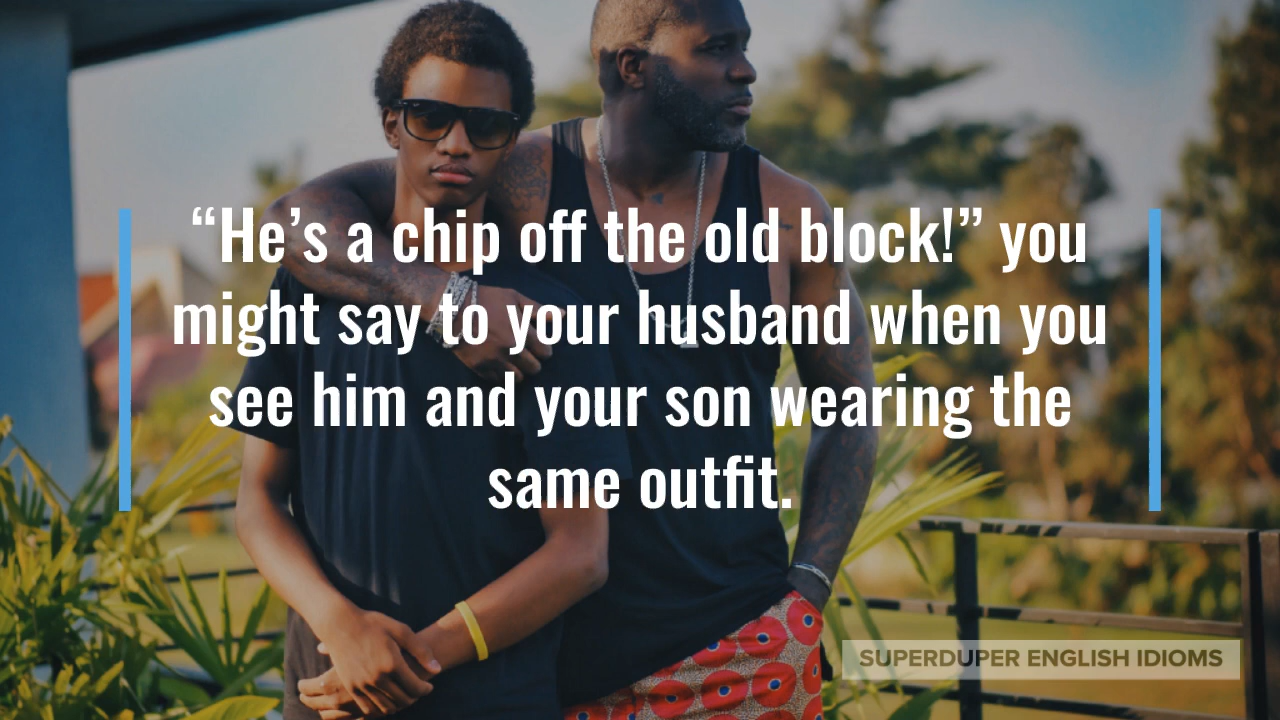 “He’s a chip off the old block!” you
might say to your husband when you
see him and your son wearing the
same outfit.
SUPERDUPER ENGLISH IDIOMS